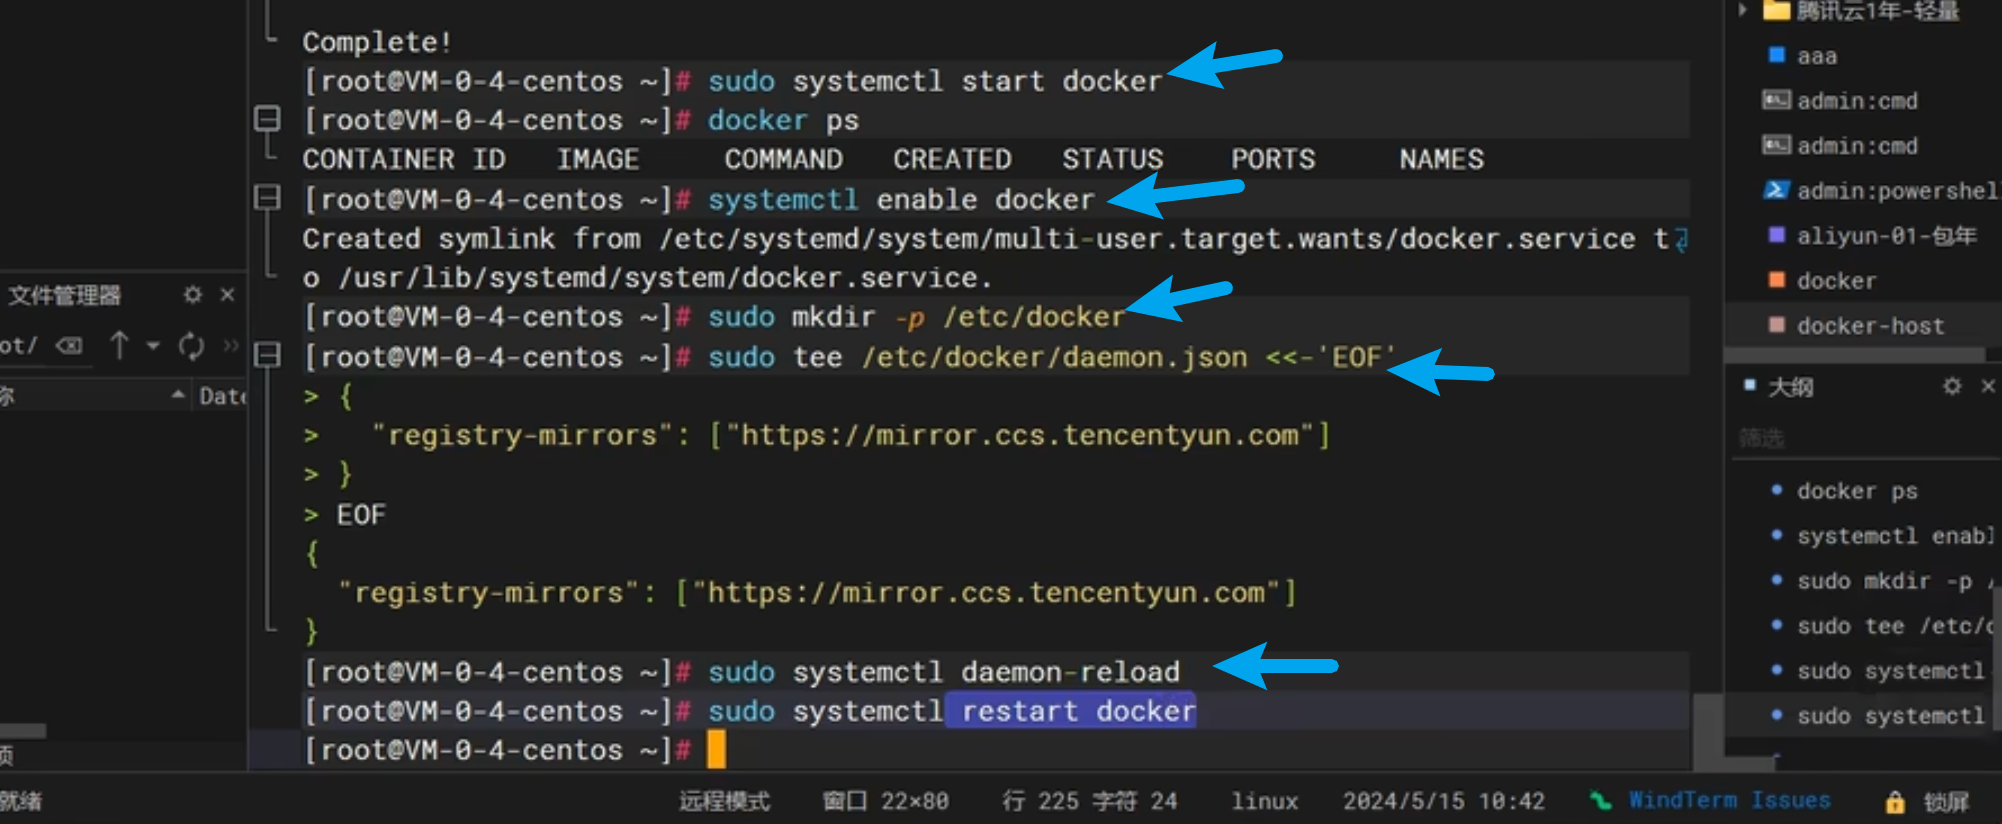 Complete!
[root@VM-0-4-centos ~]# sudo systemctl start docker
[root@VM-0-4-centos ~]# docker ps
CONTAINER ID   IMAGE     COMMAND   CREATED   STATUS    PORTS     NAMES
[root@VM-0-4-centos ~]# systemctl enable docker
Created symlink from /etc/systemd/system/multi-user.target.wants/docker.service t
o /usr/lib/systemd/system/docker.service.
[root@VM-0-4-centos ~]# sudo mkdir -p /etc/docker
[root@VM-0-4-centos ~]# sudo tee /etc/docker/daemon.json <<-'EOF'
> {
>   "registry-mirrors": ["https://mirror.ccs.tencentyun.com"]
> }
> EOF
{
  "registry-mirrors": ["https://mirror.ccs.tencentyun.com"]
}
[root@VM-0-4-centos ~]# sudo systemctl daemon-reload
[root@VM-0-4-centos ~]# sudo systemctl restart docker
[root@VM-0-4-centos ~]#
文件管理器
ot/
称
Date
项
腾讯云1年-轻量
aaa
admin:cmd
admin:cmd
admin:powershel
aliyun-01-包年
docker
docker-host
大纲
筛选
docker ps
systemctl enabl
sudo mkdir -p /
sudo tee /etc/d
sudo systemctl
sudo systemctl
就绪
远程模式
窗口 22×80
行 225 字符 24
linux
2024/5/15 10:42
WindTerm Issues
锁屏